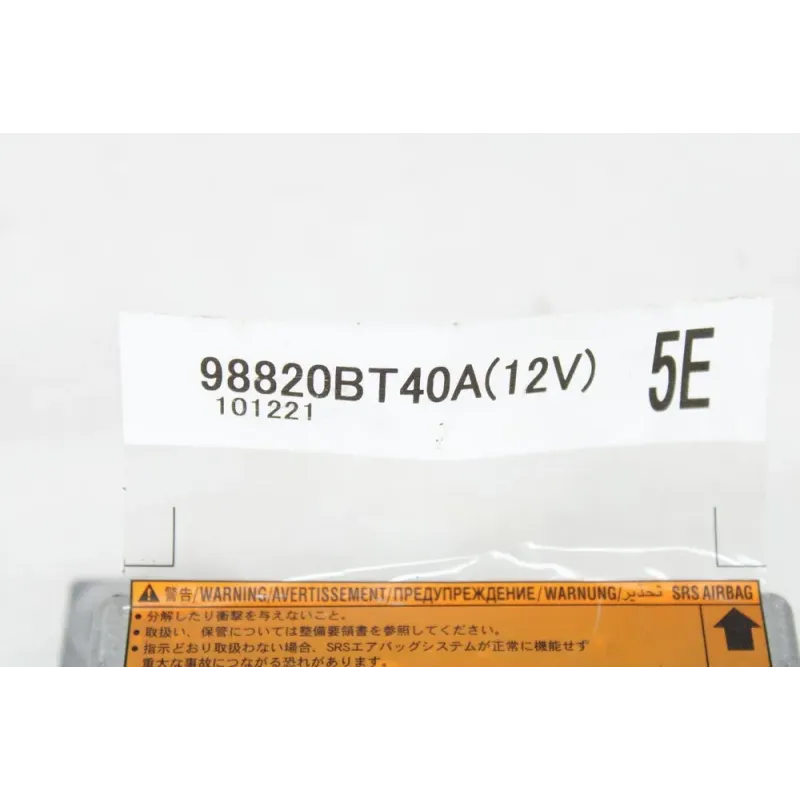 98820BT40A(12V) 5E
101221
警告/WARNING/AVERTISSEMENT/ПРЕДУПРЕЖДЕНИЕ/WARNUNG/تحذير SRS AIRBAG
• 分解したり衝撃を与えないこと。
• 取扱い、保管については整備要領書を参照してください。
• 指示どおり取扱わない場合、SRSエアバッグシステムが正常に機能せず
重大な事故につながる恐れがあります。